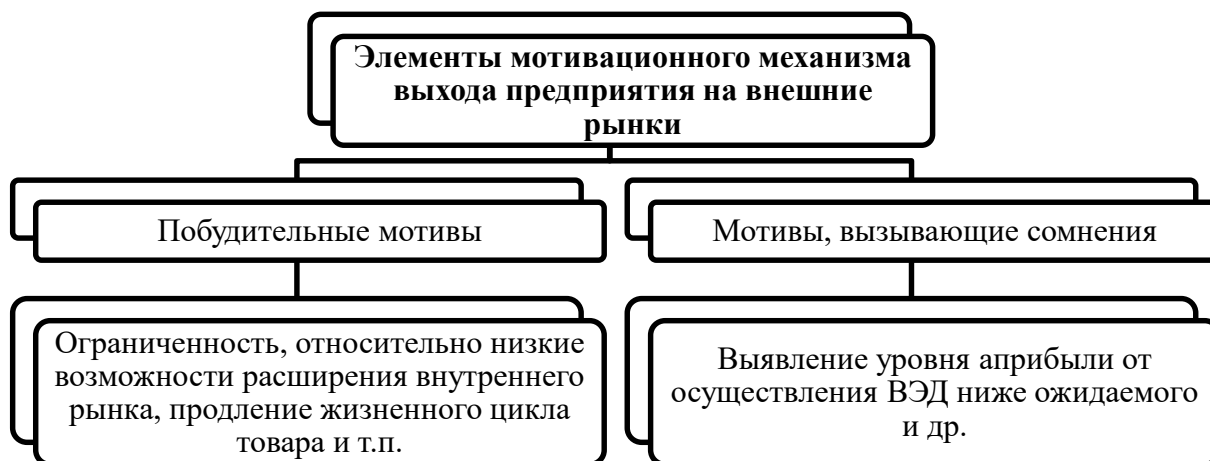 Элементы мотивационного механизма
выхода предприятия на внешние
рынки
Побудительные мотивы
Мотивы, вызывающие сомнения
Ограниченность, относительно низкие
возможности расширения внутреннего
рынка, продление жизненного цикла
товара и т.п.
Выявление уровня априбыли от
осуществления ВЭД ниже ожидаемого
и др.